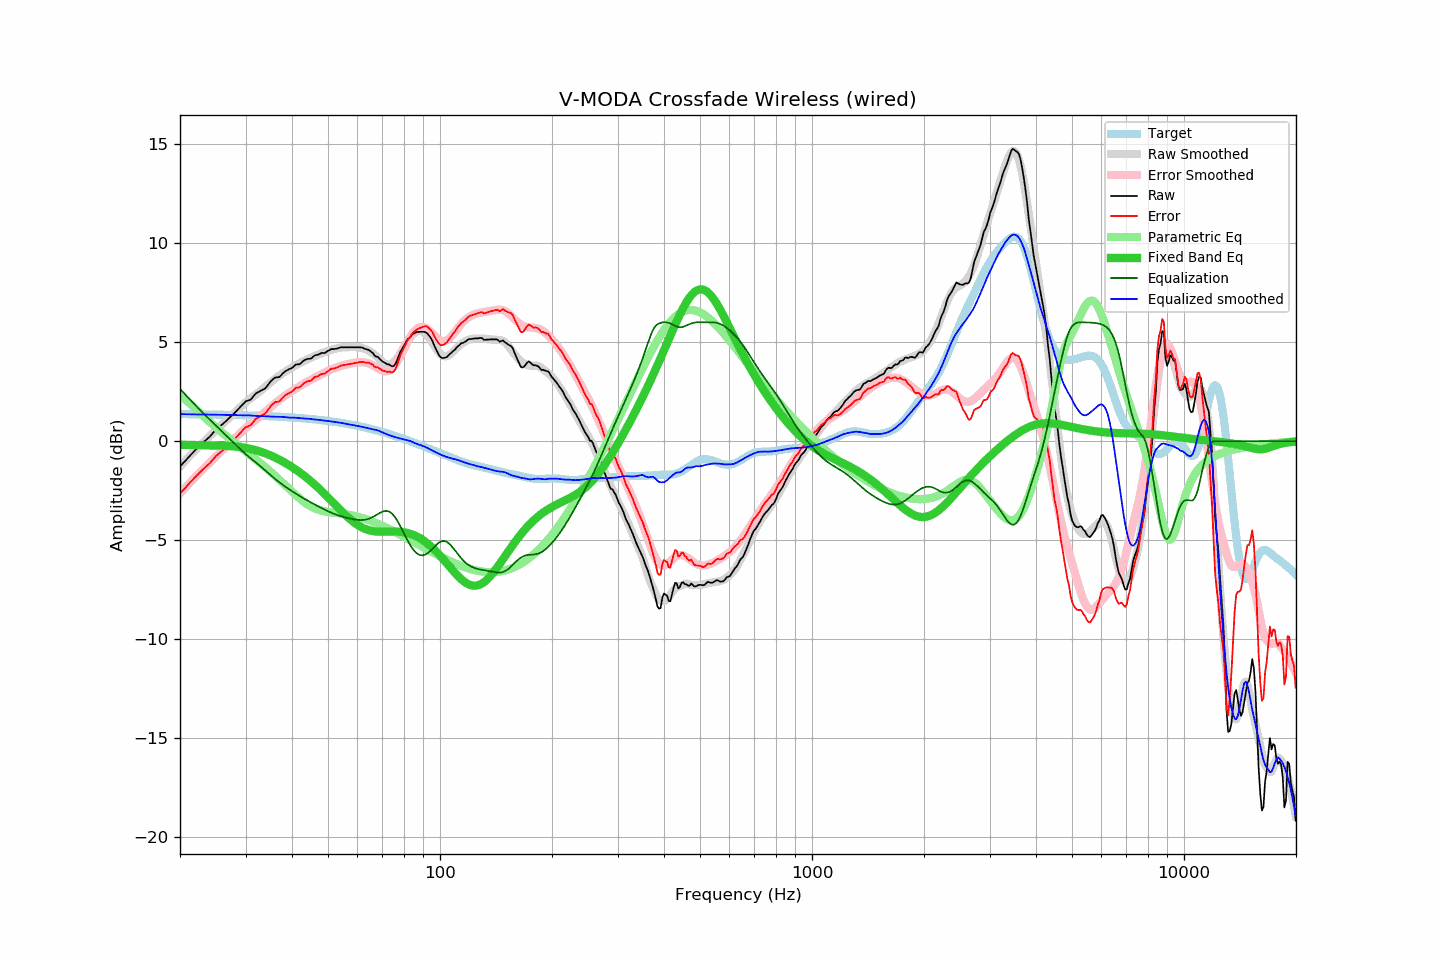 V-MODA Crossfade Wireless (wired)
Target
Raw Smoothed
Error Smoothed
Raw
Error
Parametric Eq
Fixed Band Eq
Equalization
Equalized smoothed
15
10
5
0
−5
−10
−15
−20
Amplitude (dBr)
100
1000
10000
Frequency (Hz)